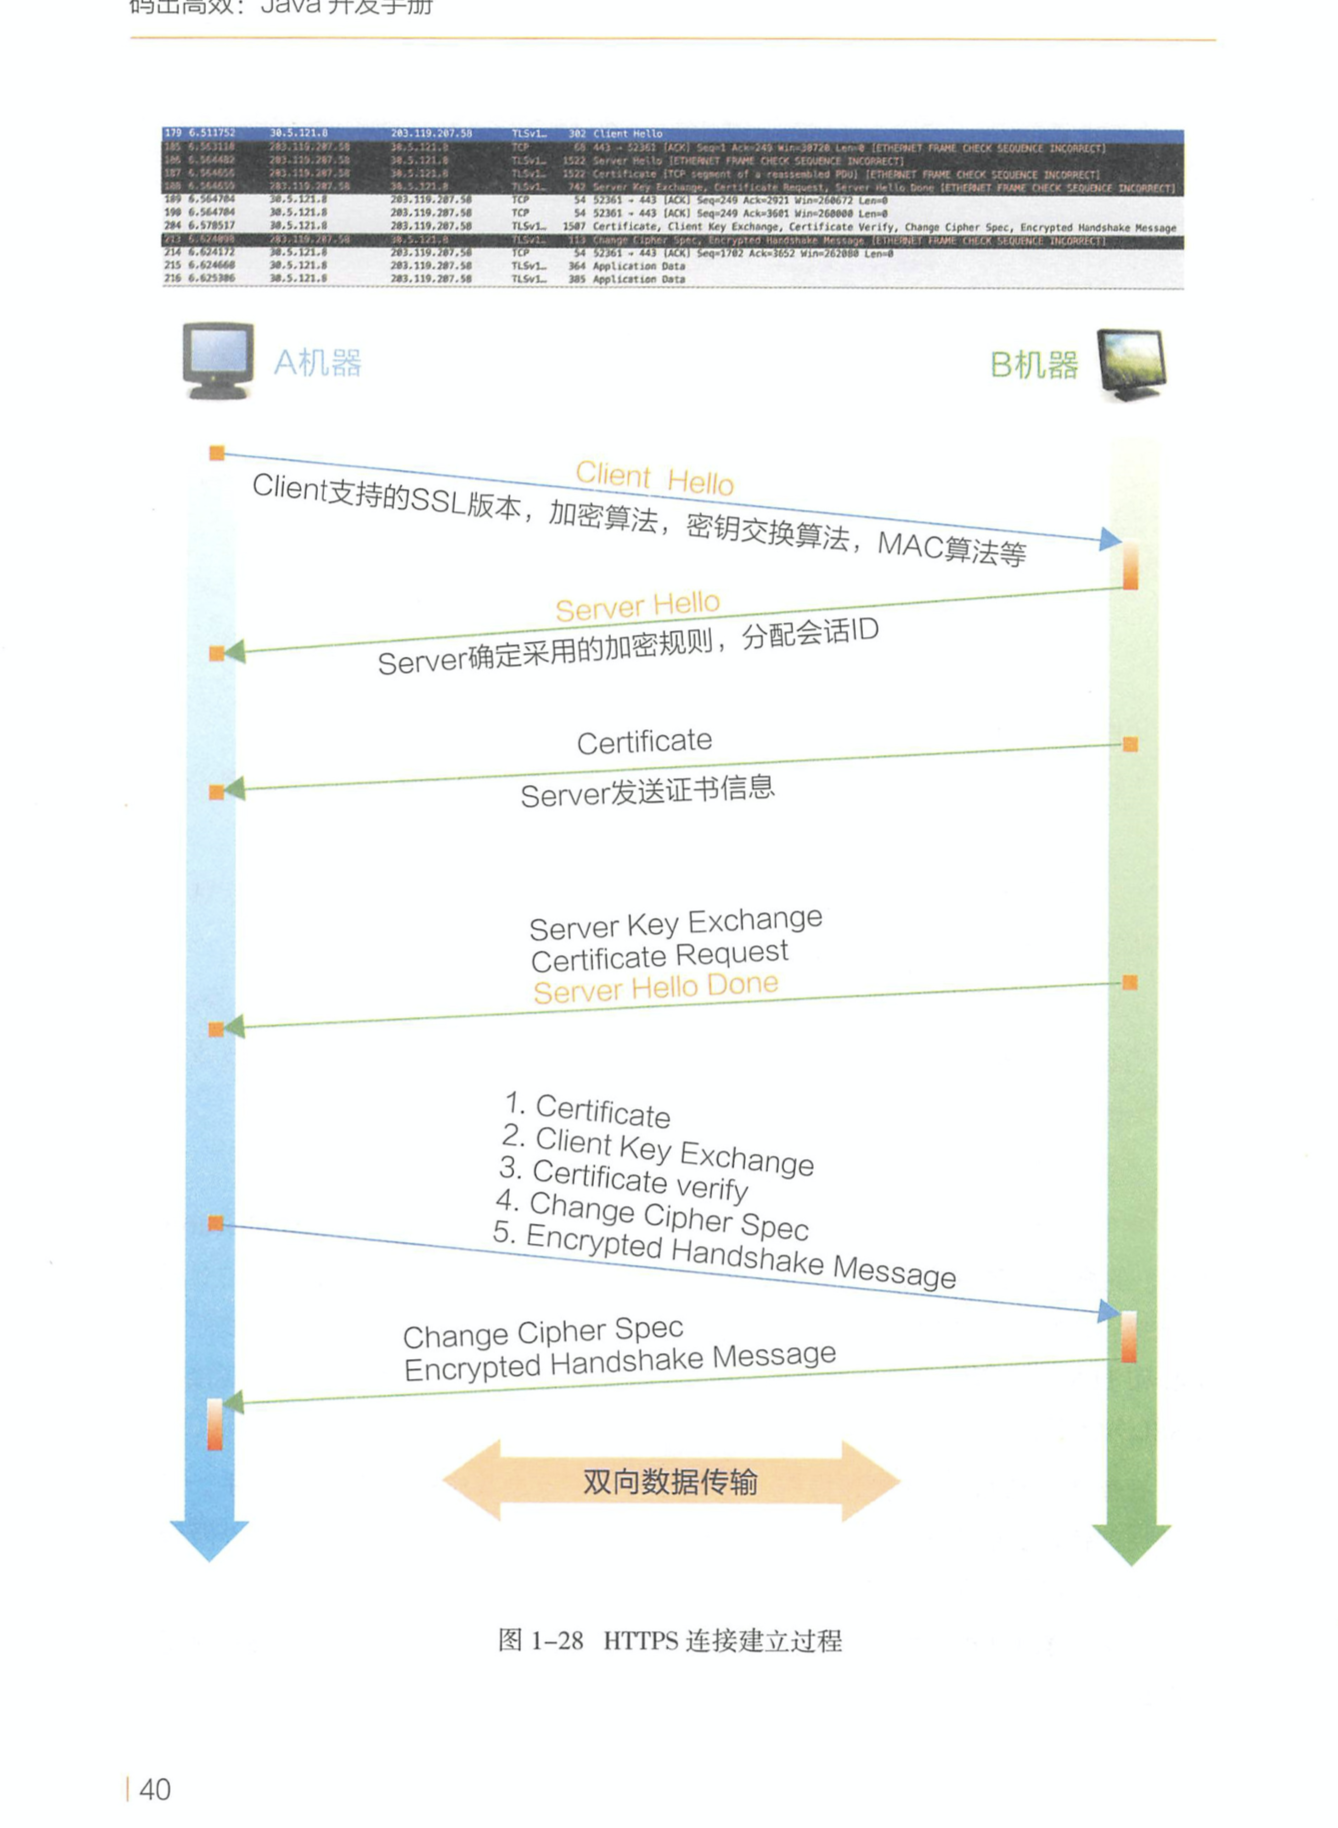 码出高效：Java 开发手册
179 6.511752 30.5.121.8 203.119.207.58 TLSv1… 302 Client Hello
185 6.563110 203.119.207.58 30.5.121.8 TCP 68 443 → 52361 [ACK] Seq=1 Ack=249 Win=30720 Len=0 [ETHERNET FRAME CHECK SEQUENCE INCORRECT]
186 6.564482 203.119.207.58 30.5.121.8 TLSv1… 1522 Server Hello [ETHERNET FRAME CHECK SEQUENCE INCORRECT]
187 6.564656 203.119.207.58 30.5.121.8 TLSv1… 1522 Certificate [TCP segment of a reassembled PDU] [ETHERNET FRAME CHECK SEQUENCE INCORRECT]
188 6.564659 203.119.207.58 30.5.121.8 TLSv1… 742 Server Key Exchange, Certificate Request, Server Hello Done [ETHERNET FRAME CHECK SEQUENCE INCORRECT]
189 6.564704 30.5.121.8 203.119.207.58 TCP 54 52361 → 443 [ACK] Seq=249 Ack=2921 Win=260672 Len=0
190 6.564704 30.5.121.8 203.119.207.58 TCP 54 52361 → 443 [ACK] Seq=249 Ack=3601 Win=260000 Len=0
204 6.578517 30.5.121.8 203.119.207.58 TLSv1… 1507 Certificate, Client Key Exchange, Certificate Verify, Change Cipher Spec, Encrypted Handshake Message
213 203.119.207.58 30.5.121.8 TLSv1… 113 Change Cipher Spec, Encrypted Handshake Message [ETHERNET FRAME CHECK SEQUENCE INCORRECT]
214 6.624172 30.5.121.8 203.119.207.58 TCP 54 52361 → 443 [ACK] Seq=1702 Ack=3652 Win=262080 Len=0
215 6.624660 30.5.121.8 203.119.207.58 TLSv1… 364 Application Data
216 6.625306 30.5.121.8 203.119.207.58 TLSv1… 385 Application Data
A机器
B机器
Client Hello
Client支持的SSL版本，加密算法，密钥交换算法，MAC算法等
Server Hello
Server确定采用的加密规则，分配会话ID
Certificate
Server发送证书信息
Server Key Exchange
Certificate Request
Server Hello Done
1. Certificate
2. Client Key Exchange
3. Certificate verify
4. Change Cipher Spec
5. Encrypted Handshake Message
Change Cipher Spec
Encrypted Handshake Message
双向数据传输
图 1-28 HTTPS 连接建立过程
40